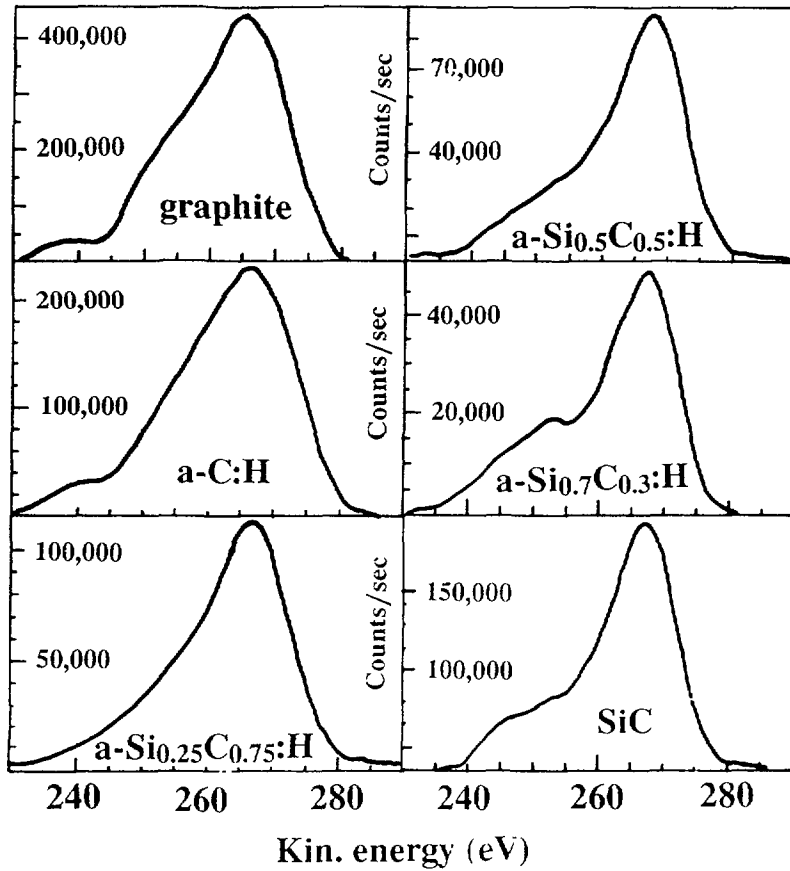 400,000
200,000
graphite
Counts/sec
70,000
40,000
a-Si0.5C0.5:H
200,000
100,000
a-C:H
Counts/sec
40,000
20,000
a-Si0.7C0.3:H
100,000
50,000
a-Si0.25C0.75:H
Counts/sec
150,000
100,000
SiC
240 260 280 240 260 280
Kin. energy (eV)